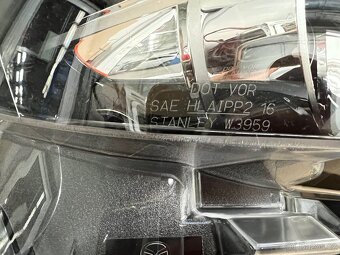 DOT VOR
SAE HLAIPP2 16
STANLEY W3959